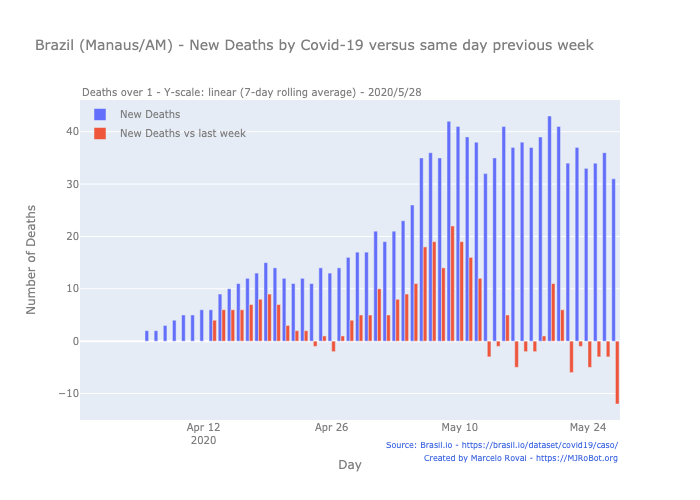 Brazil (Manaus/AM) - New Deaths by Covid-19 versus same day previous week
Deaths over 1 - Y-scale: linear (7-day rolling average) - 2020/5/28
New Deaths
New Deaths vs last week
40
30
20
10
0
−10
Number of Deaths
Apr 12
2020
Apr 26
May 10
May 24
Day
Source: Brasil.io - https://brasil.io/dataset/covid19/caso/
Created by Marcelo Rovai - https://MJRoBot.org